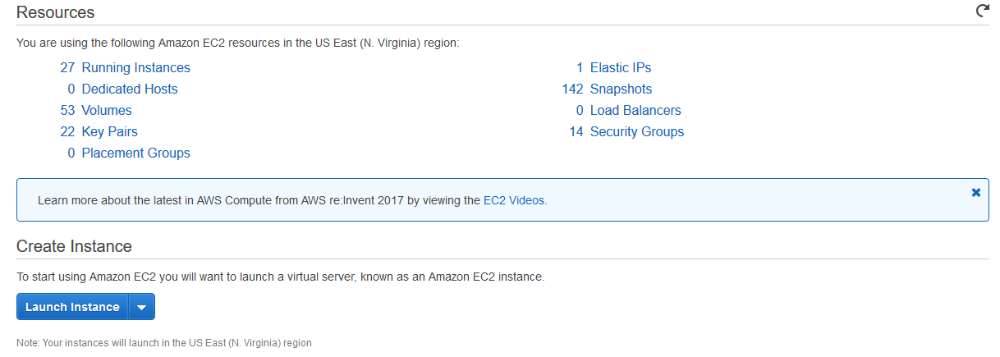 Resources
You are using the following Amazon EC2 resources in the US East (N. Virginia) region:
27 Running Instances
0 Dedicated Hosts
53 Volumes
22 Key Pairs
0 Placement Groups
1 Elastic IPs
142 Snapshots
0 Load Balancers
14 Security Groups
Learn more about the latest in AWS Compute from AWS re:Invent 2017 by viewing the EC2 Videos.
Create Instance
To start using Amazon EC2 you will want to launch a virtual server, known as an Amazon EC2 instance.
Launch Instance
Note: Your instances will launch in the US East (N. Virginia) region